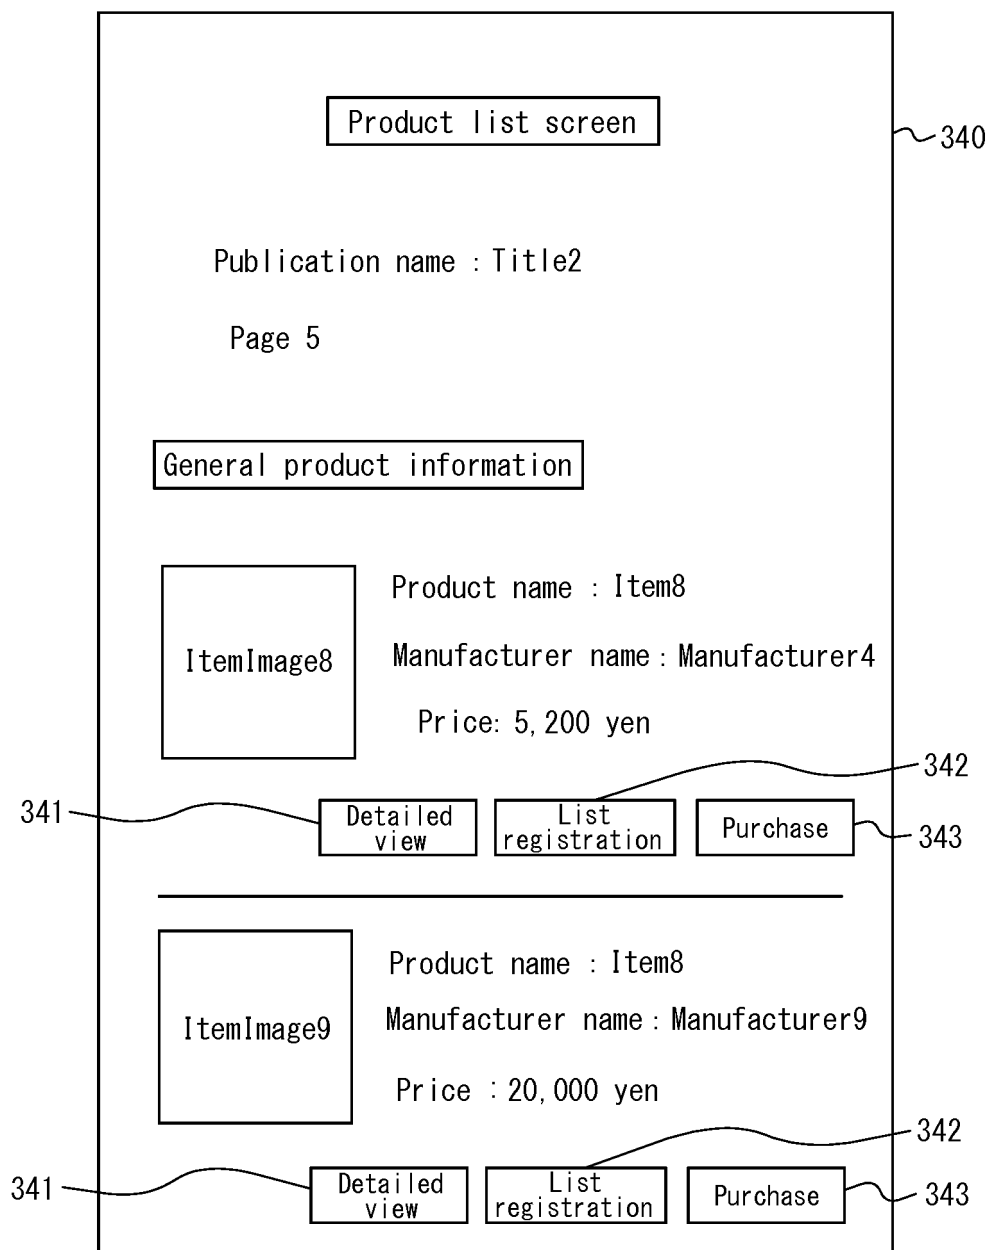 Product list screen
340
Publication name : Title2
Page 5
General product information
ItemImage8
Product name : Item8
Manufacturer name : Manufacturer4
Price: 5,200 yen
342
341
Detailed
view
List
registration
Purchase
343
ItemImage9
Product name : Item8
Manufacturer name : Manufacturer9
Price : 20,000 yen
342
341
Detailed
view
List
registration
Purchase
343